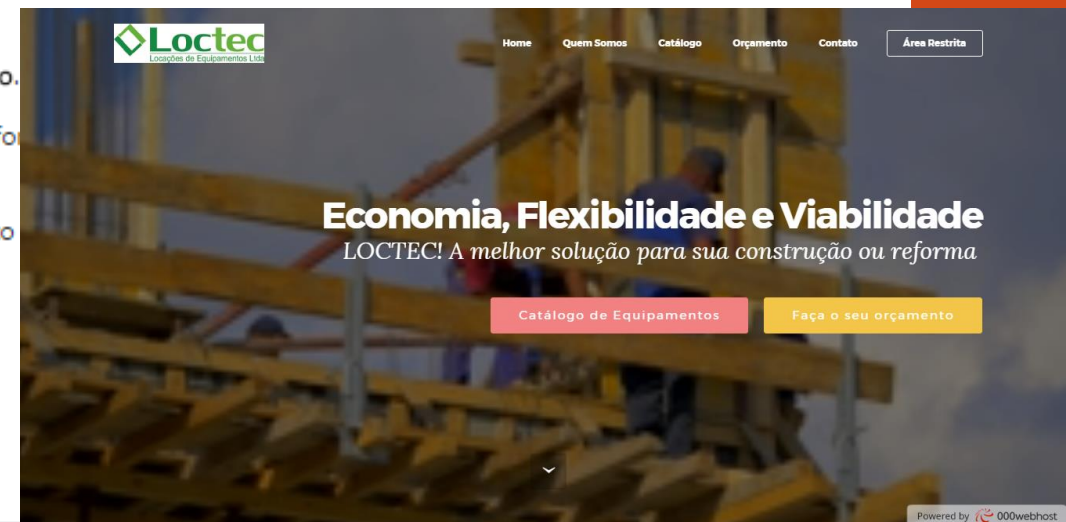 Loctec
Locações de Equipamentos Ltda
Home Quem Somos Catálogo Orçamento Contato Área Restrita
Economia, Flexibilidade e Viabilidade
LOCTEC! A melhor solução para sua construção ou reforma
Catálogo de Equipamentos Faça o seu orçamento
Powered by 000webhost